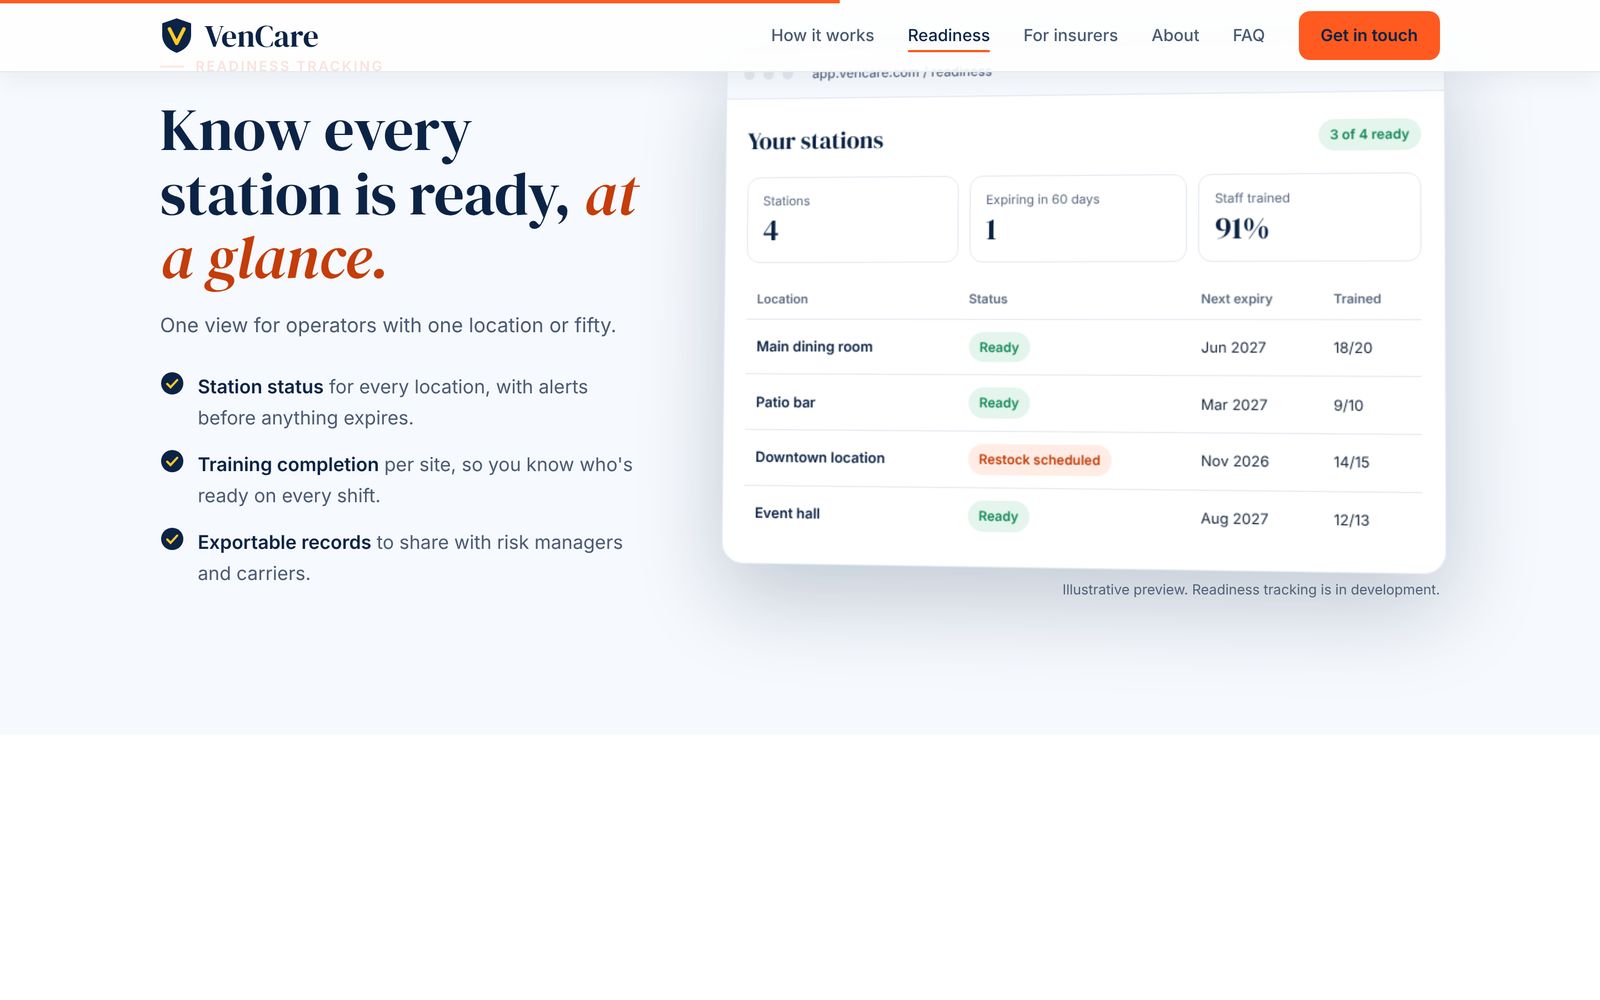 VenCare
How it works
Readiness
For insurers
About
FAQ
Get in touch
READINESS TRACKING
Know every
station is ready, at
a glance.
One view for operators with one location or fifty.
Station status for every location, with alerts
before anything expires.
Training completion per site, so you know who's
ready on every shift.
Exportable records to share with risk managers
and carriers.
app.vencare.com / readiness
Your stations
3 of 4 ready
Stations
4
Expiring in 60 days
1
Staff trained
91%
Location Status Next expiry Trained
Main dining room Ready Jun 2027 18/20
Patio bar Ready Mar 2027 9/10
Downtown location Restock scheduled Nov 2026 14/15
Event hall Ready Aug 2027 12/13
Illustrative preview. Readiness tracking is in development.